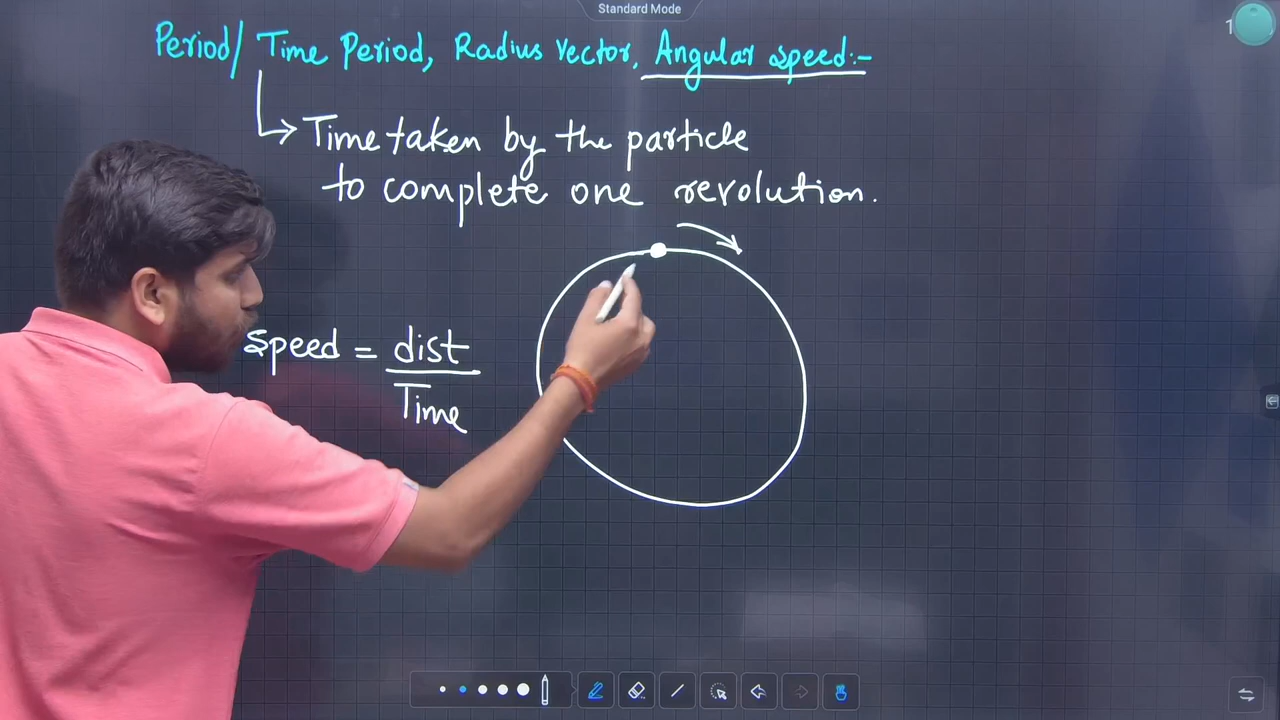 Standard Mode
Period/ Time Period, Radius Vector, Angular speed:-
Time taken by the particle
to complete one revolution.
Speed = dist
Time